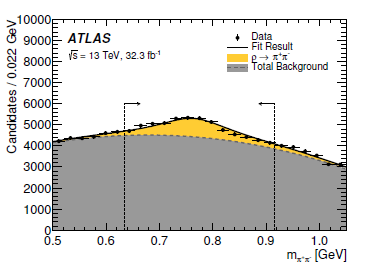 Candidates / 0.022 GeV
10000
9000
8000
7000
6000
5000
4000
3000
2000
1000
0
ATLAS
√s = 13 TeV, 32.3 fb⁻¹
Data
Fit Result
ρ → π⁺π⁻
Total Background
0.5 0.6 0.7 0.8 0.9 1.0
m_π⁺π⁻ [GeV]